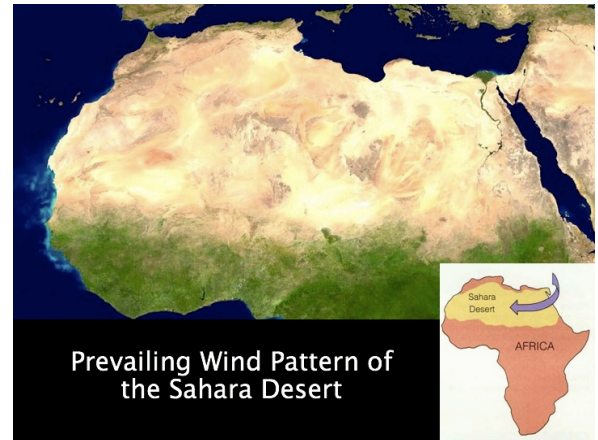 Sahara
Desert
AFRICA
Prevailing Wind Pattern of
the Sahara Desert